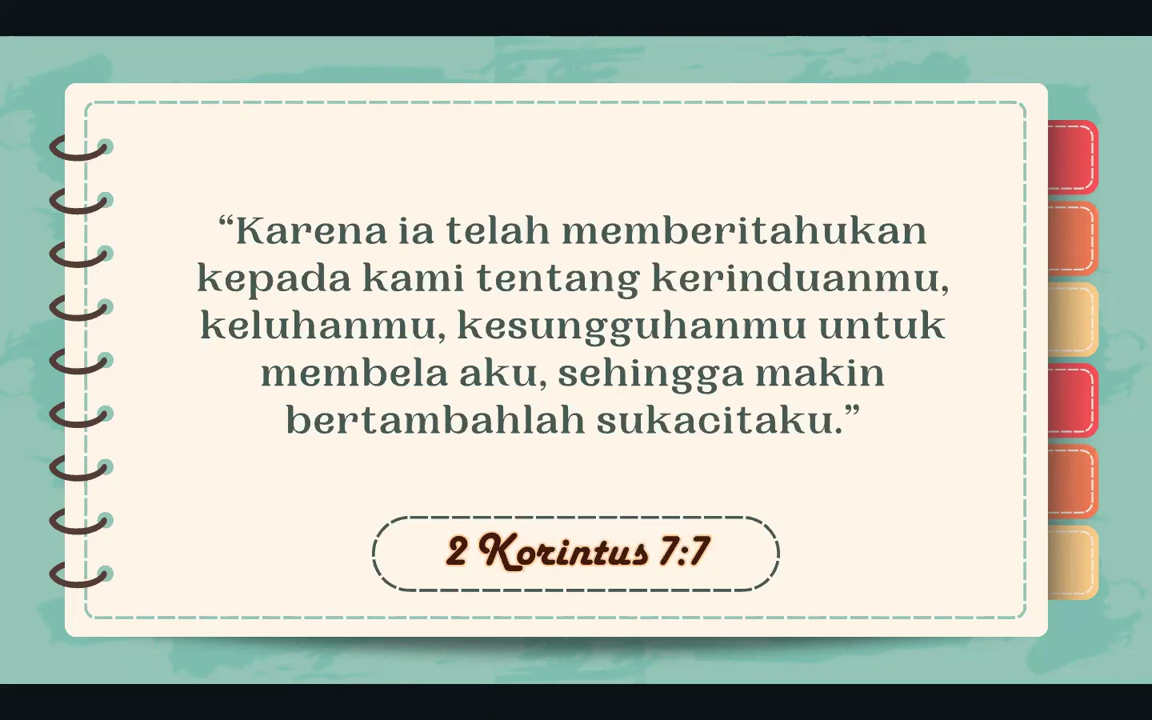 “Karena ia telah memberitahukan
kepada kami tentang kerinduanmu,
keluhanmu, kesungguhanmu untuk
membela aku, sehingga makin
bertambahlah sukacitaku.”
2 Korintus 7:7